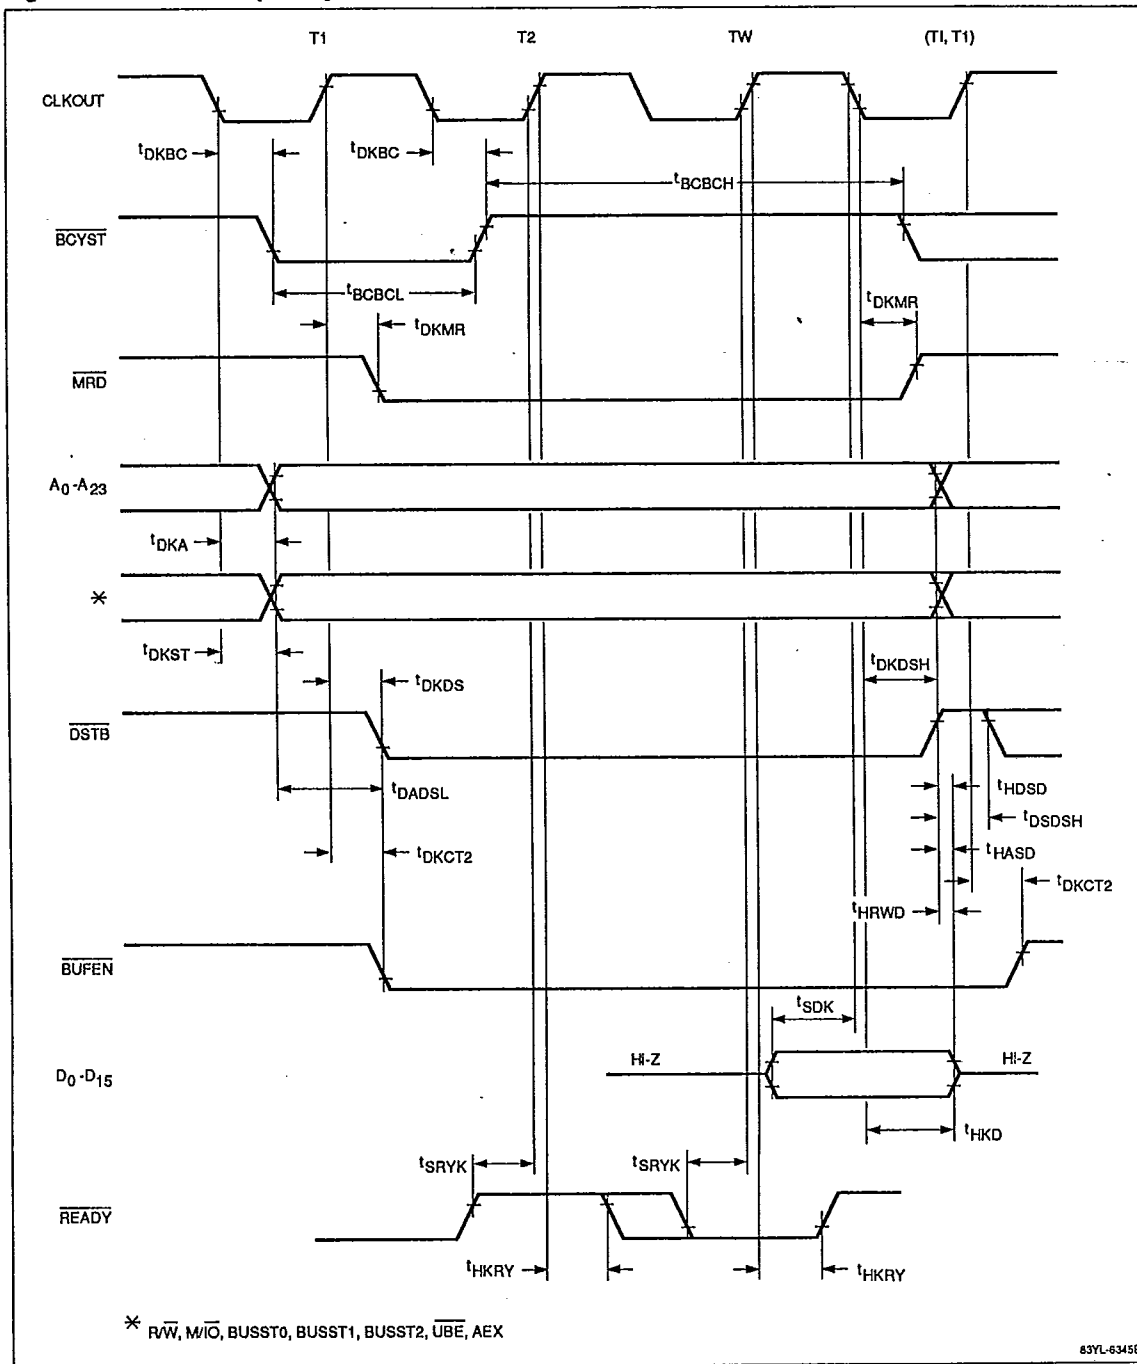 T1 T2 TW (TI, T1)
CLKOUT
tDKBC tDKBC
tBCBCH
BCYST
tBCBCL
tDKMR
tDKMR
MRD
A0-A23
tDKA
*
tDKST
tDKDS
tDKDSH
DSTB
tDADSL
tHDSD
tDSDSH
tDKCT2
tHASD
tDKCT2
tHRWD
BUFEN
tSDK
HI-Z HI-Z
D0-D15
tHKD
tSRYK tSRYK
READY
tHKRY tHKRY
* R/W, M/IO, BUSST0, BUSST1, BUSST2, UBE, AEX